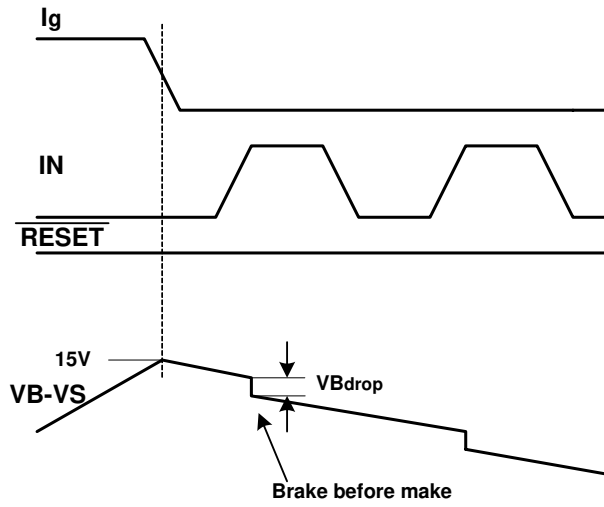 Ig
IN
RESET
15V
VB-VS
VBdrop
Brake before make